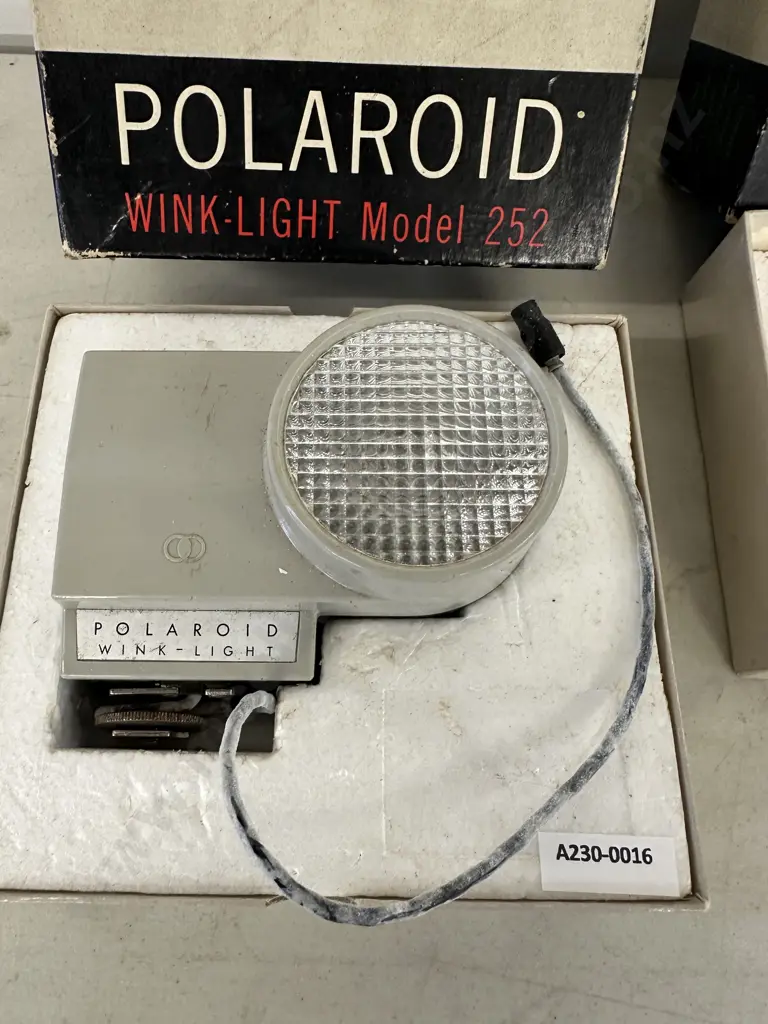 POLAROID
WINK-LIGHT Model 252
POLAROID
WINK-LIGHT
A230-0016